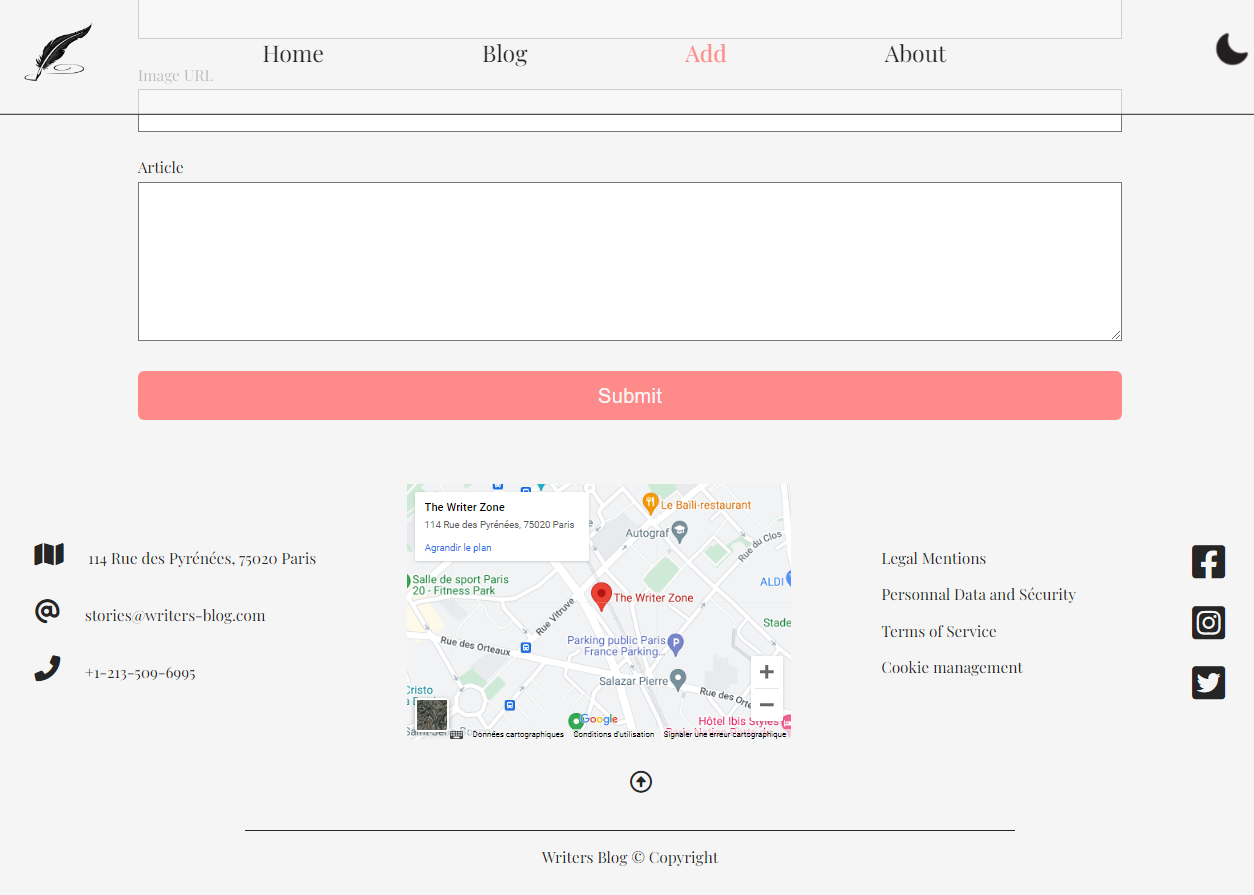 Home
Blog
Add
About
Image URL
Article
Submit
114 Rue des Pyrénées, 75020 Paris
stories@writers-blog.com
+1-213-509-6995
The Writer Zone
114 Rue des Pyrénées, 75020 Paris
Agrandir le plan
Le Baïli-restaurant
Autograf
Rue du Clos
Salle de sport Paris
20 - Fitness Park
ALDI
The Writer Zone
Rue Vitruve
Stade
Rue des Orteaux
Parking public Paris
France Parking...
P
Salazar Pierre
Cristo
Rue des Or
Hôtel Ibis Styles
Google
Données cartographiques
Conditions d'utilisation
Signaler une erreur cartographique
Legal Mentions
Personnal Data and Sécurity
Terms of Service
Cookie management
Writers Blog © Copyright